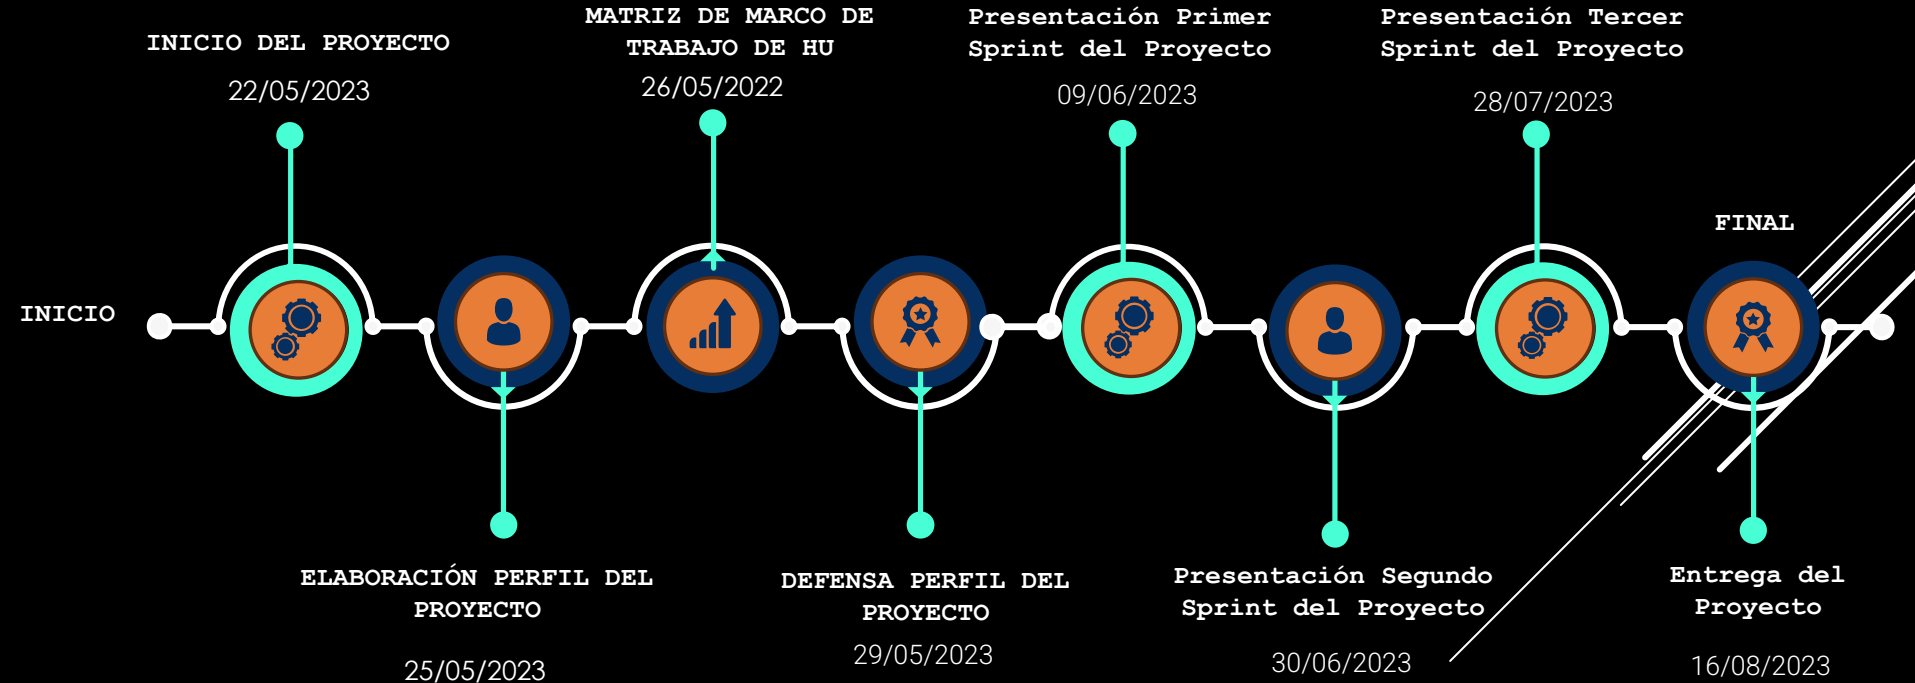 INICIO
INICIO DEL PROYECTO
22/05/2023
ELABORACIÓN PERFIL DEL
PROYECTO
25/05/2023
MATRIZ DE MARCO DE
TRABAJO DE HU
26/05/2022
DEFENSA PERFIL DEL
PROYECTO
29/05/2023
Presentación Primer
Sprint del Proyecto
09/06/2023
Presentación Segundo
Sprint del Proyecto
30/06/2023
Presentación Tercer
Sprint del Proyecto
28/07/2023
FINAL
Entrega del
Proyecto
16/08/2023